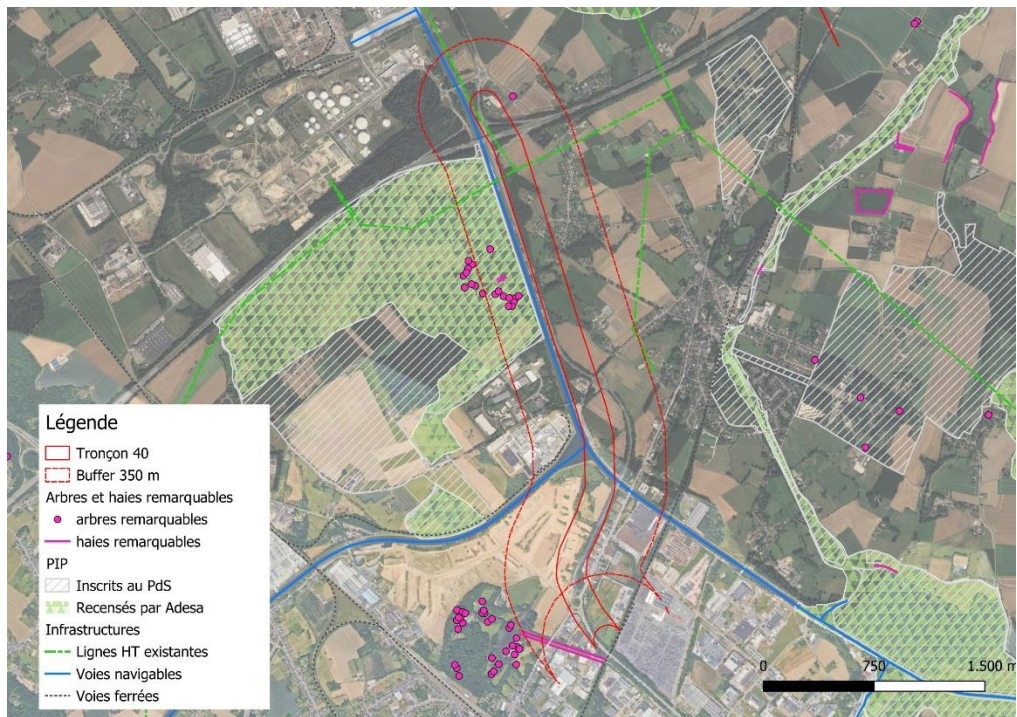 Légende
Tronçon 40
Buffer 350 m
Arbres et haies remarquables
arbres remarquables
haies remarquables
PIP
Inscrits au PdS
Recensés par Adesa
Infrastructures
Lignes HT existantes
Voies navigables
Voies ferrées
0 750 1.500 m